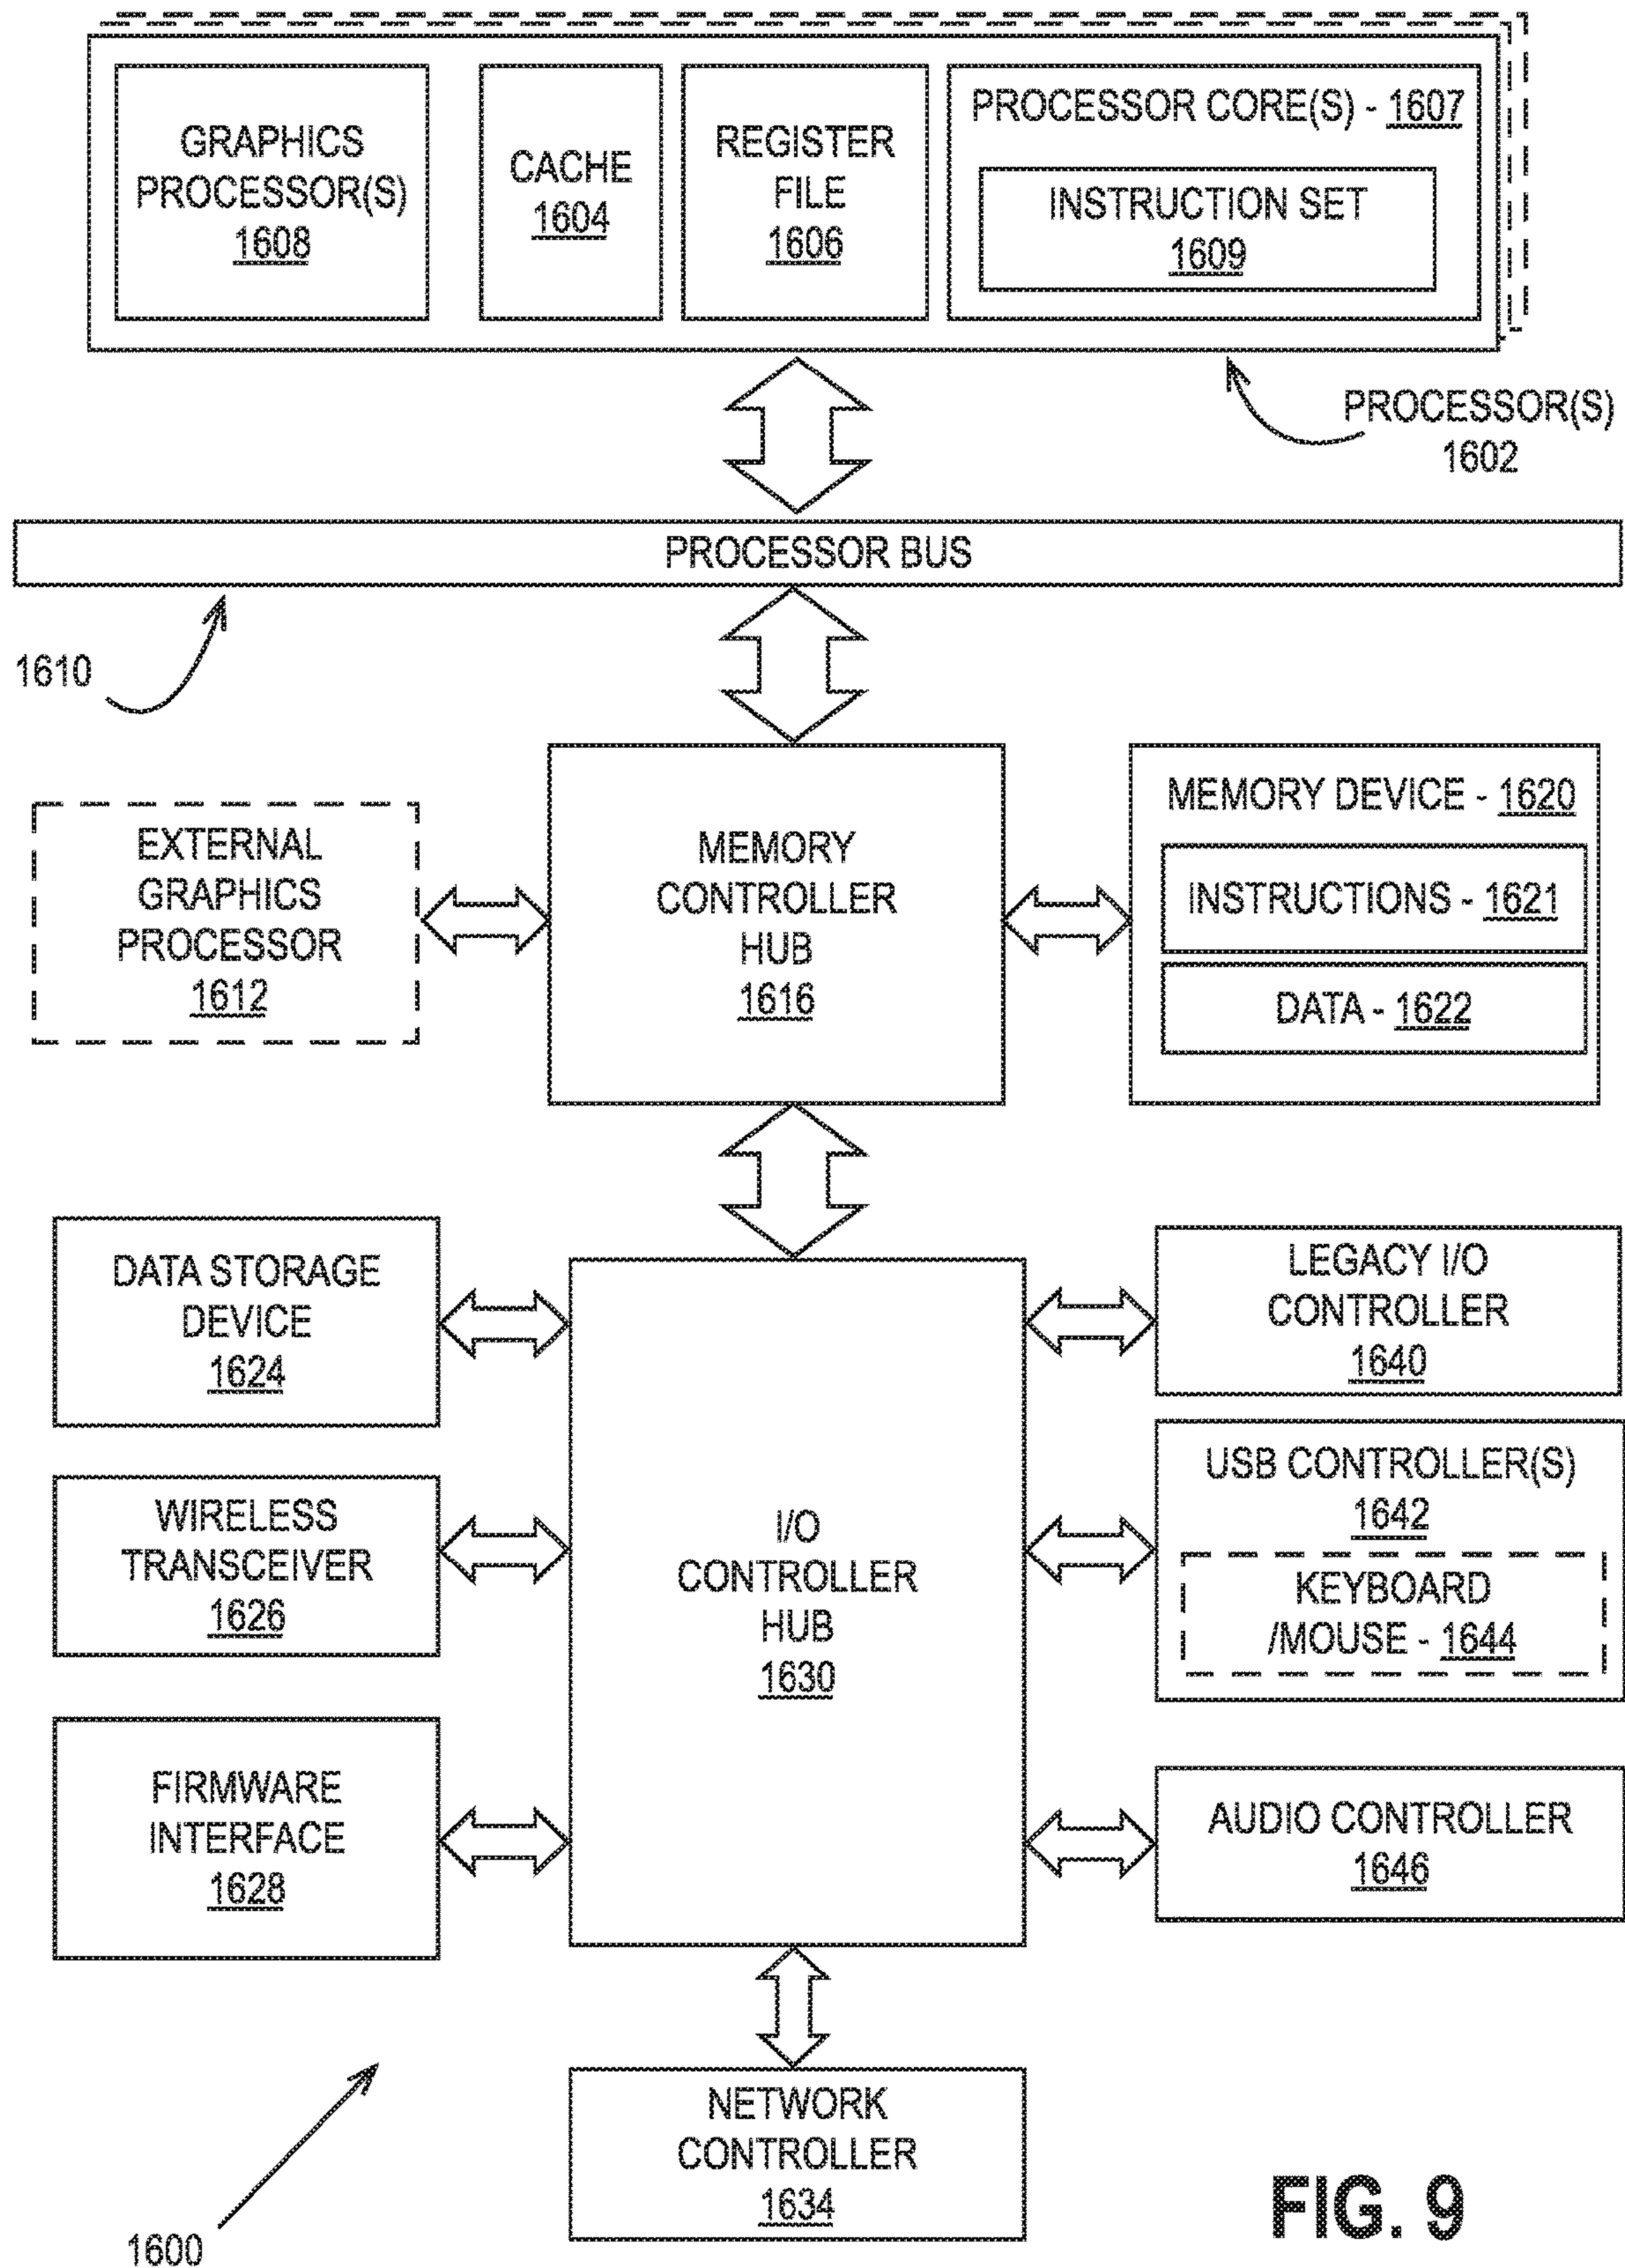 GRAPHICS
PROCESSOR(S)
1608
CACHE
1604
REGISTER
FILE
1606
PROCESSOR CORE(S) - 1607
INSTRUCTION SET
1609
PROCESSOR(S)
1602
PROCESSOR BUS
1610
EXTERNAL
GRAPHICS
PROCESSOR
1612
MEMORY
CONTROLLER
HUB
1616
MEMORY DEVICE - 1620
INSTRUCTIONS - 1621
DATA - 1622
DATA STORAGE
DEVICE
1624
WIRELESS
TRANSCEIVER
1626
FIRMWARE
INTERFACE
1628
I/O
CONTROLLER
HUB
1630
LEGACY I/O
CONTROLLER
1640
USB CONTROLLER(S)
1642
KEYBOARD
/MOUSE - 1644
AUDIO CONTROLLER
1646
NETWORK
CONTROLLER
1634
1600
FIG. 9